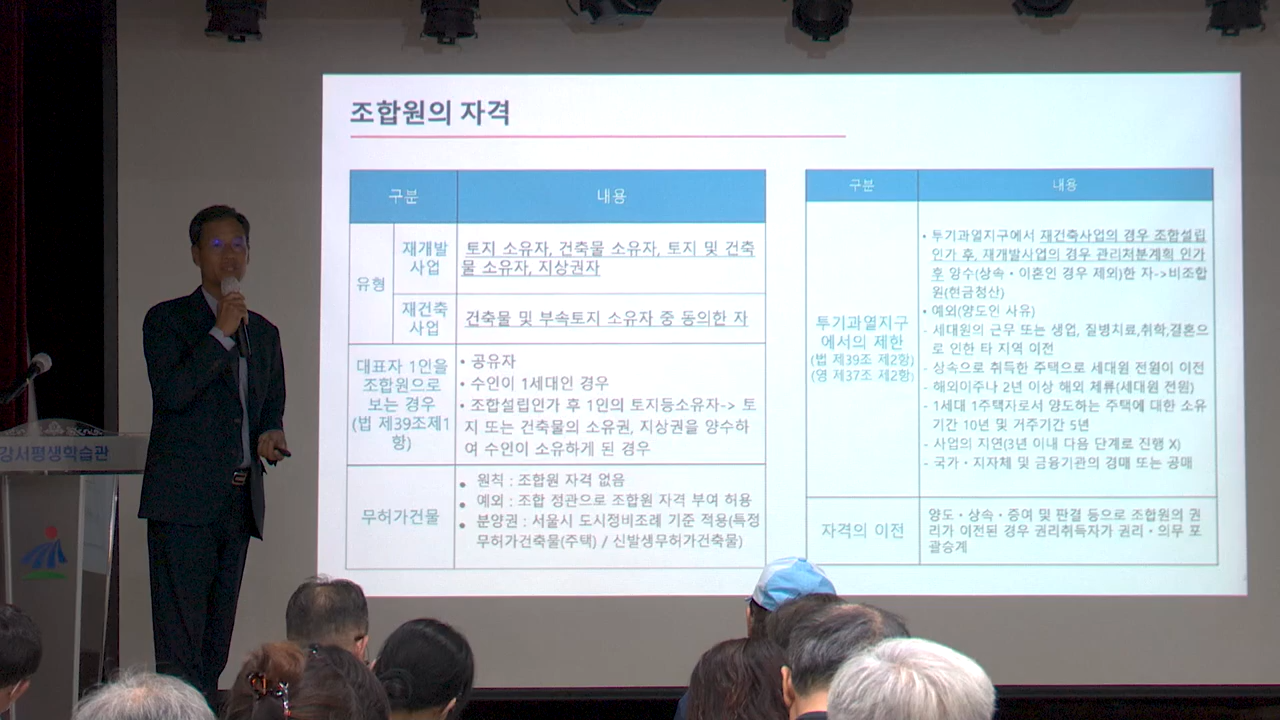 조합원의 자격
구분
내용
유형
재개발
사업
토지 소유자, 건축물 소유자, 토지 및 건축
물 소유자, 지상권자
재건축
사업
건축물 및 부속토지 소유자 중 동의한 자
대표자 1인을
조합원으로
보는 경우
(법 제39조제1
항)
• 공유자
• 수인이 1세대인 경우
• 조합설립인가 후 1인의 토지등소유자-> 토
지 또는 건축물의 소유권, 지상권을 양수하
여 수인이 소유하게 된 경우
무허가건물
• 원칙 : 조합원 자격 없음
• 예외 : 조합 정관으로 조합원 자격 부여 허용
• 분양권 : 서울시 도시정비조례 기준 적용(특정
무허가건축물(주택) / 신발생무허가건축물)
구분
내용
투기과열지구
에서의 제한
(법 제39조 제2항)
(영 제37조 제2항)
• 투기과열지구에서 재건축사업의 경우 조합설립
인가 후, 재개발사업의 경우 관리처분계획 인가
후 양수(상속・이혼인 경우 제외)한 자->비조합
원(현금청산)
• 예외(양도인 사유)
- 세대원의 근무 또는 생업, 질병치료,취학,결혼으
로 인한 타 지역 이전
- 상속으로 취득한 주택으로 세대원 전원이 이전
- 해외이주나 2년 이상 해외 체류(세대원 전원)
- 1세대 1주택자로서 양도하는 주택에 대한 소유
기간 10년 및 거주기간 5년
- 사업의 지연(3년 이내 다음 단계로 진행 X)
- 국가・지자체 및 금융기관의 경매 또는 공매
자격의 이전
양도・상속・증여 및 판결 등으로 조합원의 권
리가 이전된 경우 권리취득자가 권리・의무 포
괄승계
강서평생학습관